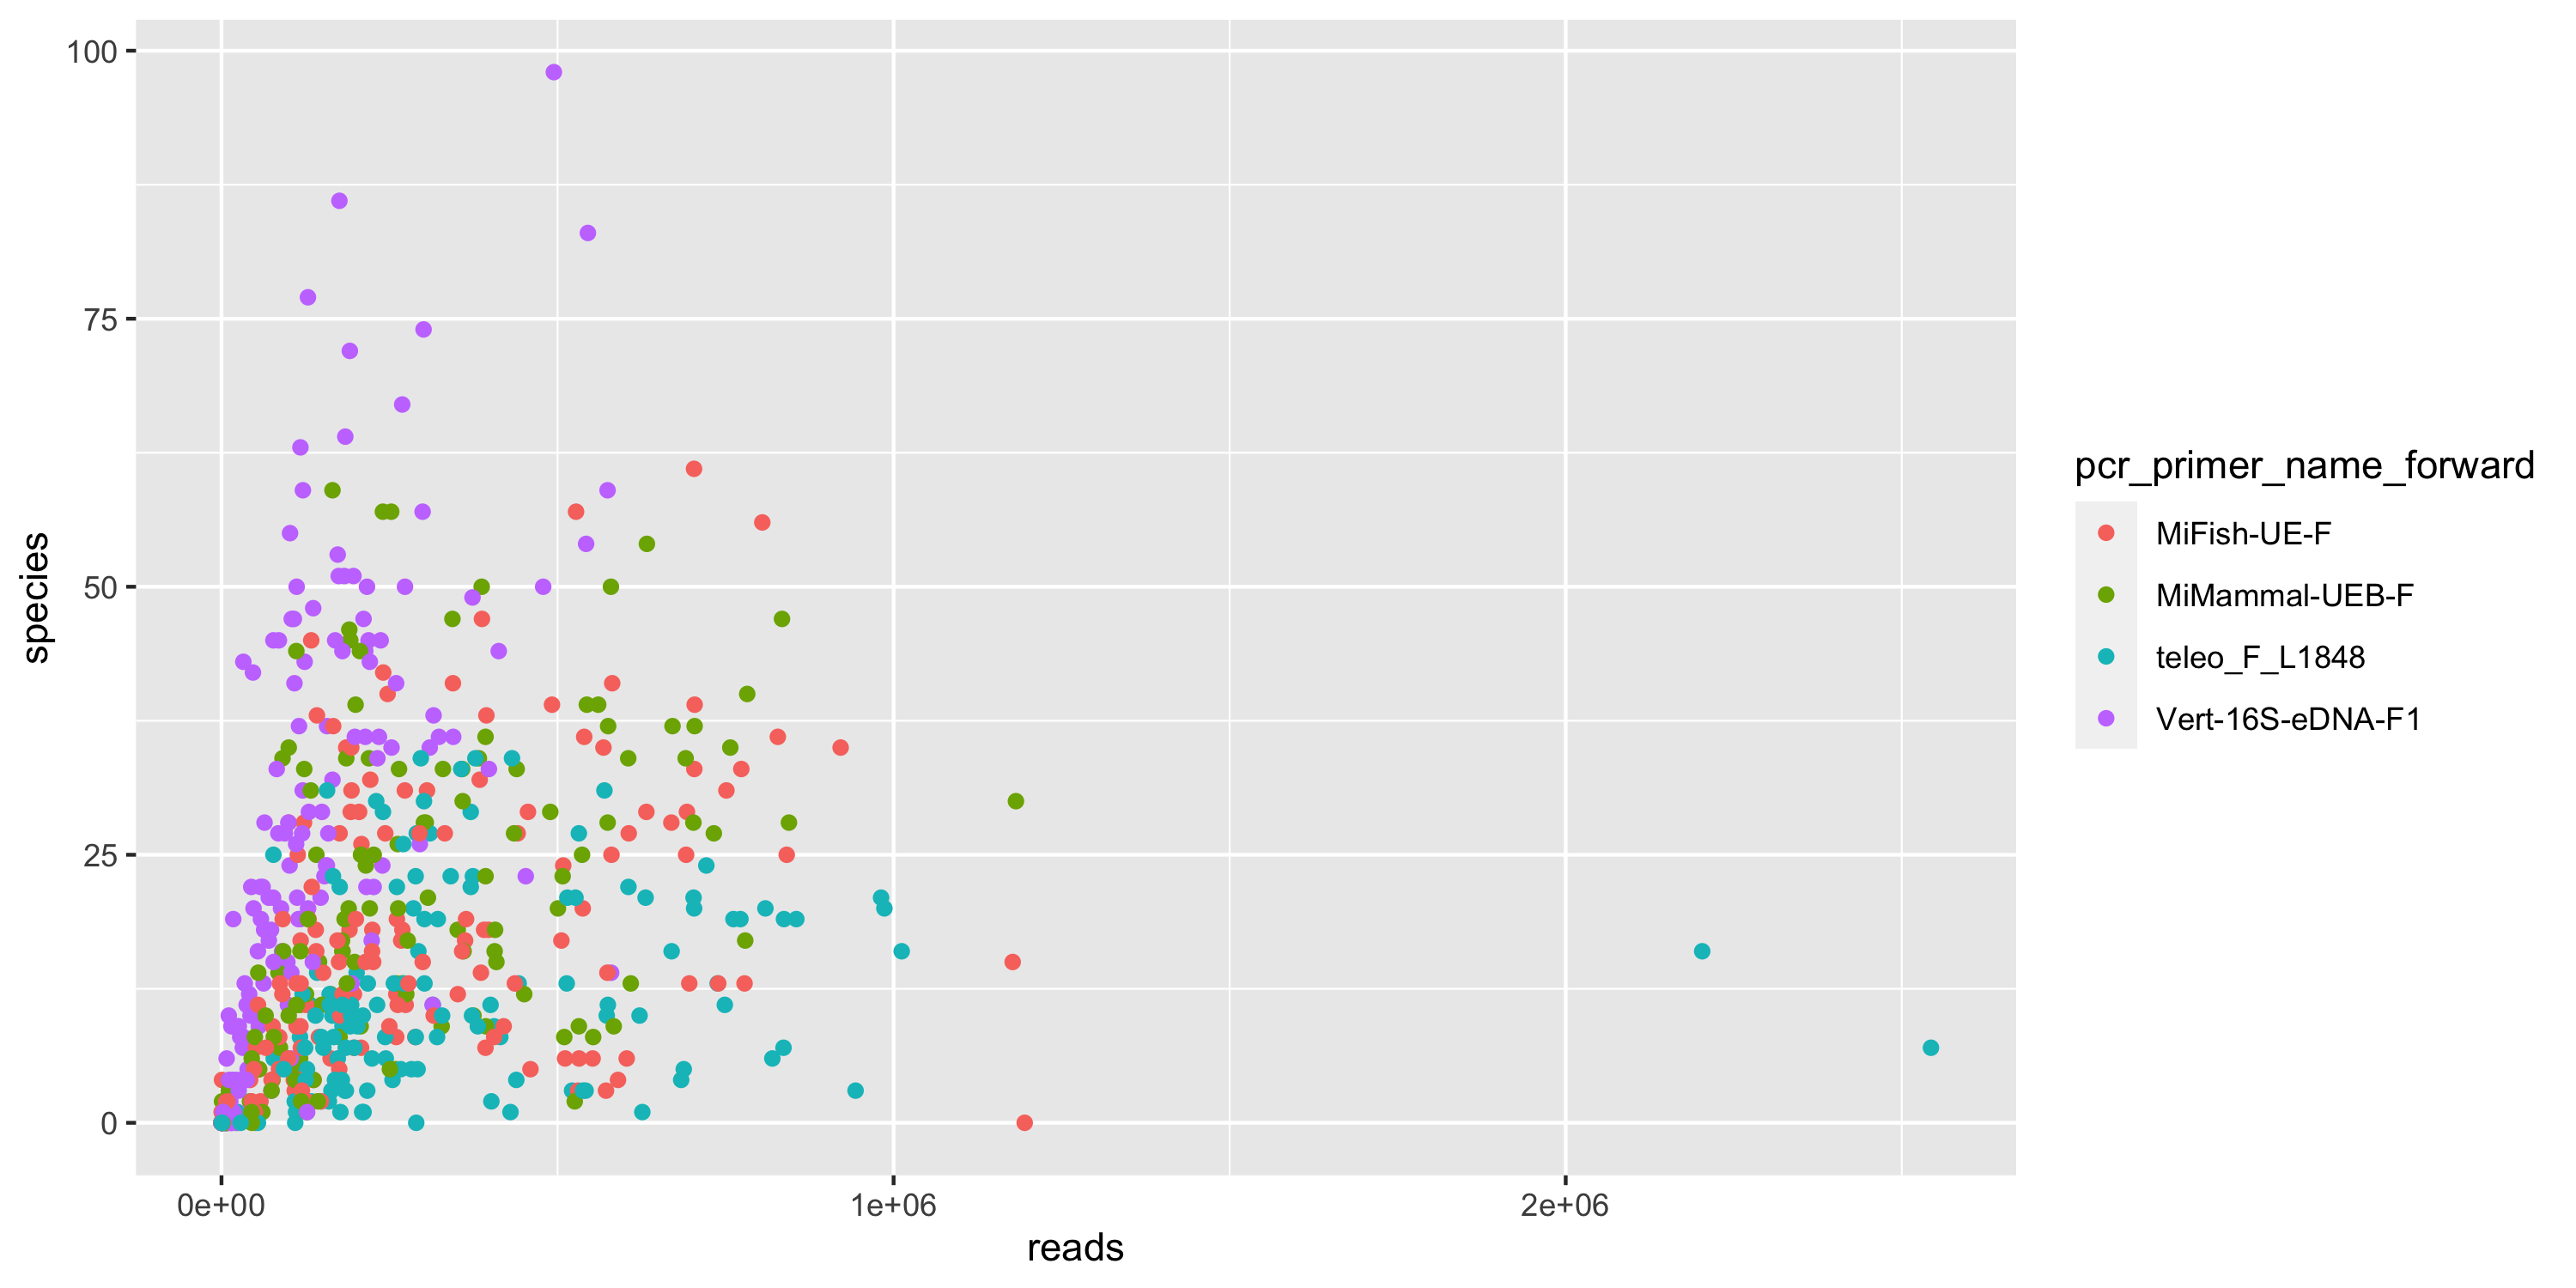 100
75
50
25
0
species
0e+00
1e+06
2e+06
reads
pcr_primer_name_forward
MiFish-UE-F
MiMammal-UEB-F
teleo_F_L1848
Vert-16S-eDNA-F1